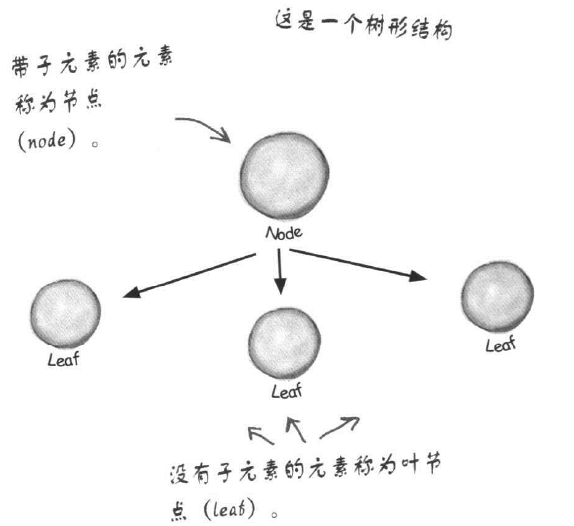 这是一个树形结构
带子元素的元素
称为节点
（node）。
Node
Leaf
Leaf
Leaf
没有子元素的元素称为叶节
点（leaf）。